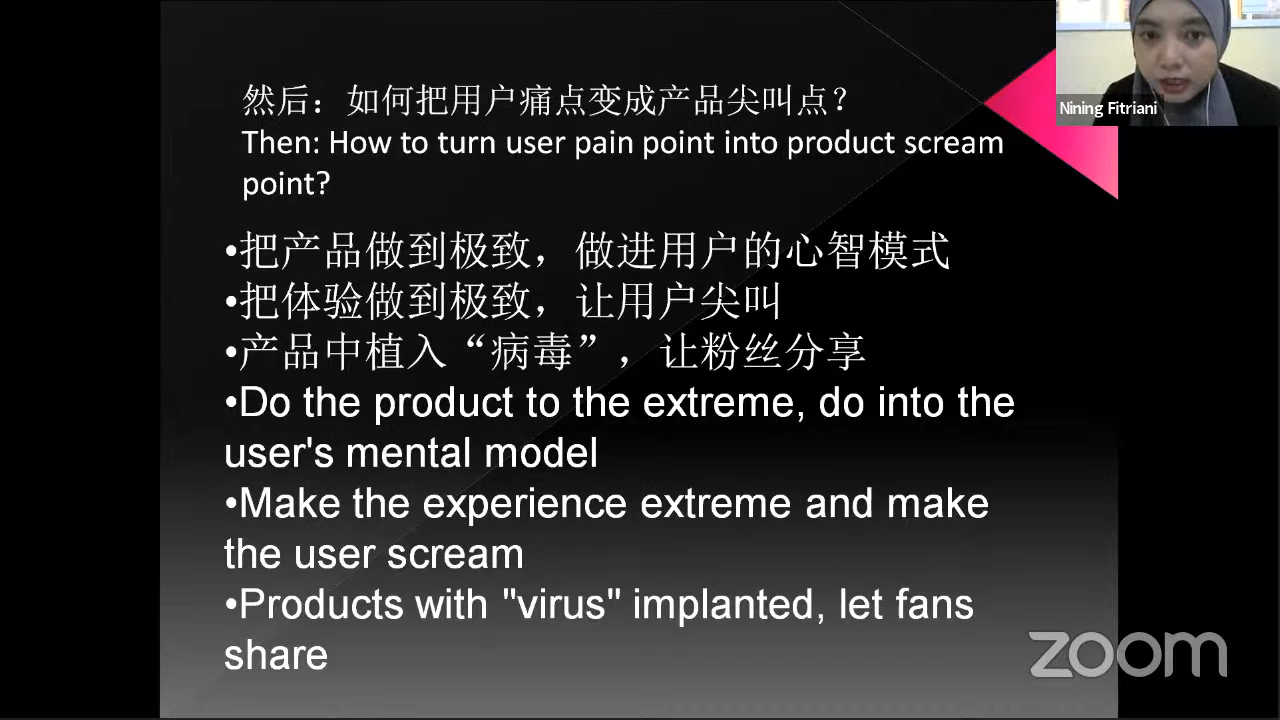 然后：如何把用户痛点变成产品尖叫点？
Then: How to turn user pain point into product scream
point?
•把产品做到极致，做进用户的心智模式
•把体验做到极致，让用户尖叫
•产品中植入“病毒”，让粉丝分享
•Do the product to the extreme, do into the
user's mental model
•Make the experience extreme and make
the user scream
•Products with "virus" implanted, let fans
share
Nining Fitriani
zoom